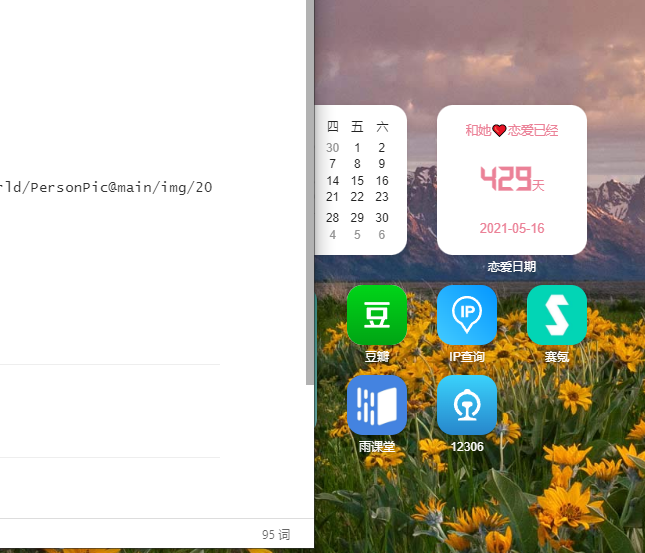 rld/PersonPic@main/img/20
95 词
四 五 六
30 1 2
7 8 9
14 15 16
21 22 23
28 29 30
4 5 6
和她❤恋爱已经
429天
2021-05-16
恋爱日期
豆
豆瓣
IP
IP查询
赛氪
雨课堂
12306